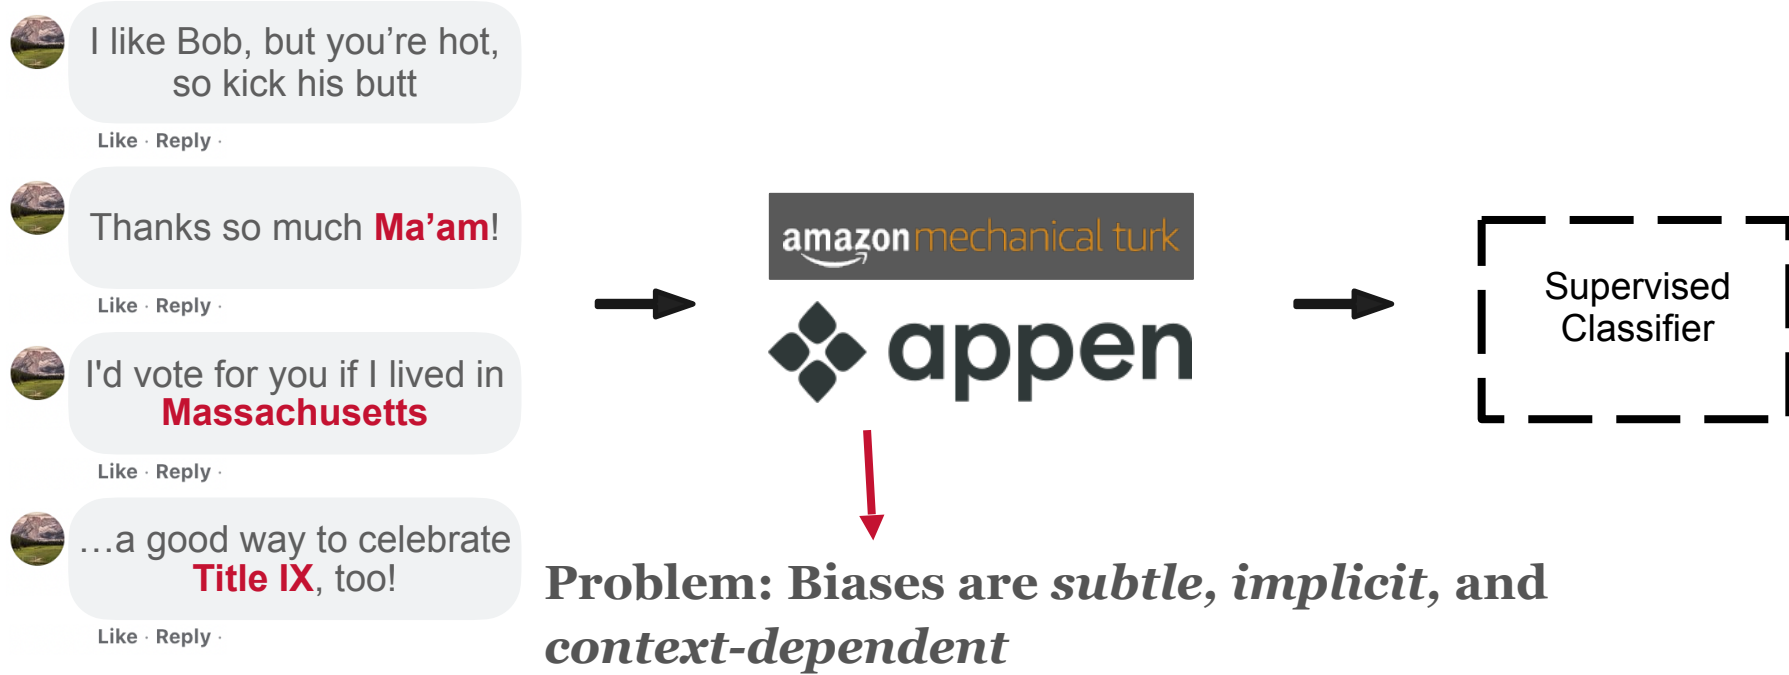 I like Bob, but you’re hot,
so kick his butt
Like · Reply ·
Thanks so much Ma’am!
Like · Reply ·
I'd vote for you if I lived in
Massachusetts
Like · Reply ·
…a good way to celebrate
Title IX, too!
Like · Reply ·
amazon mechanical turk
appen
Supervised
Classifier
Problem: Biases are subtle, implicit, and
context-dependent